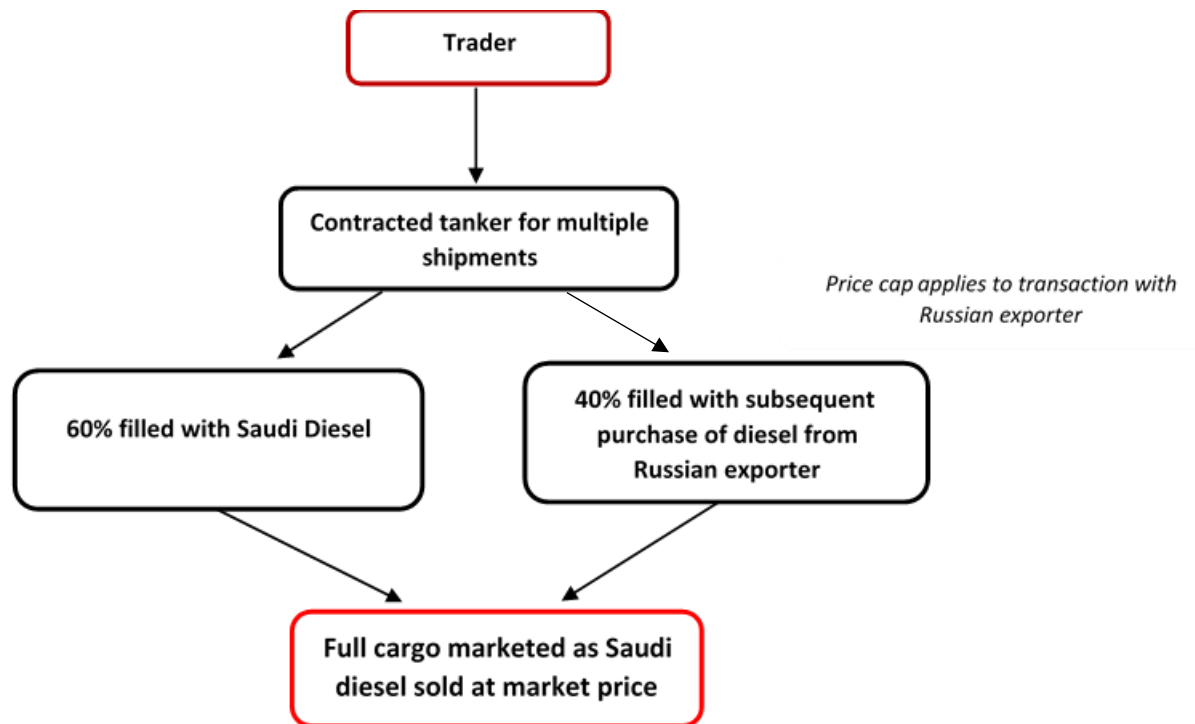 Trader
Contracted tanker for multiple
shipments
Price cap applies to transaction with
Russian exporter
60% filled with Saudi Diesel
40% filled with subsequent
purchase of diesel from
Russian exporter
Full cargo marketed as Saudi
diesel sold at market price